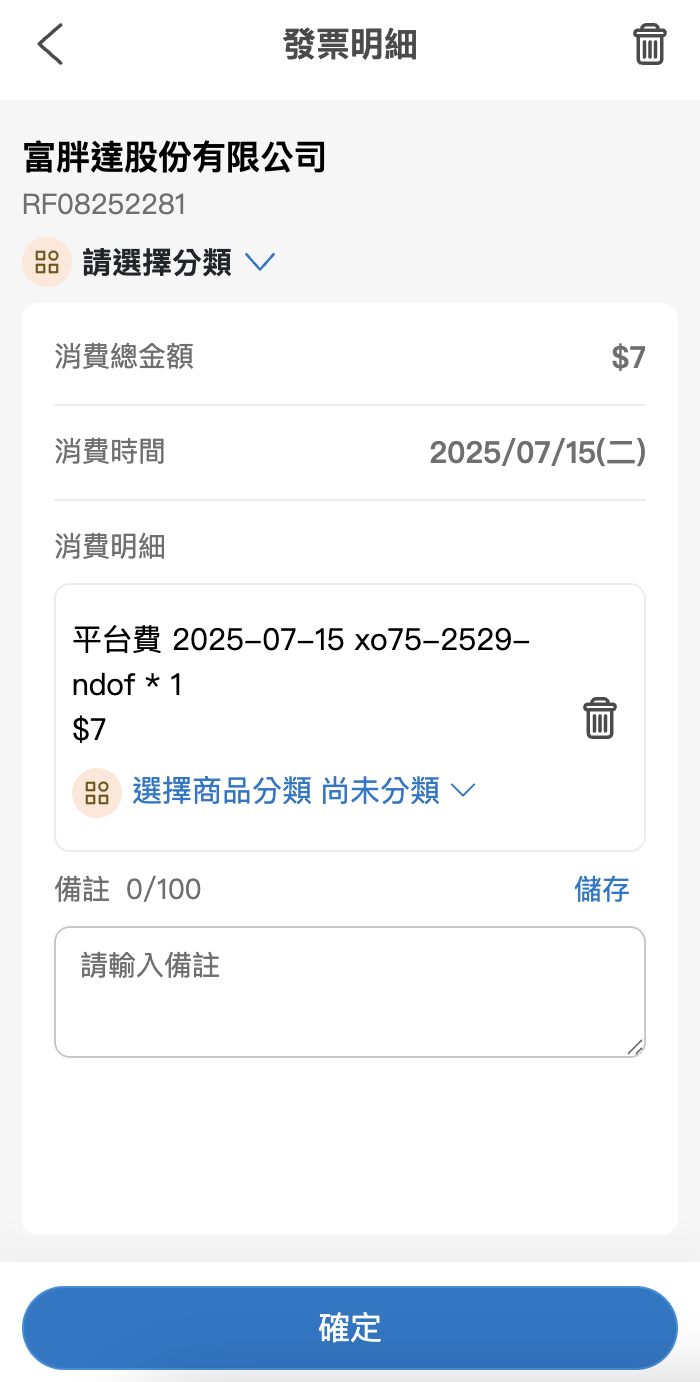 發票明細
富胖達股份有限公司
RF08252281
請選擇分類
消費總金額 $7
消費時間 2025/07/15(二)
消費明細
平台費 2025-07-15 xo75-2529-
ndof * 1
$7
選擇商品分類 尚未分類
備註 0/100 儲存
請輸入備註
確定